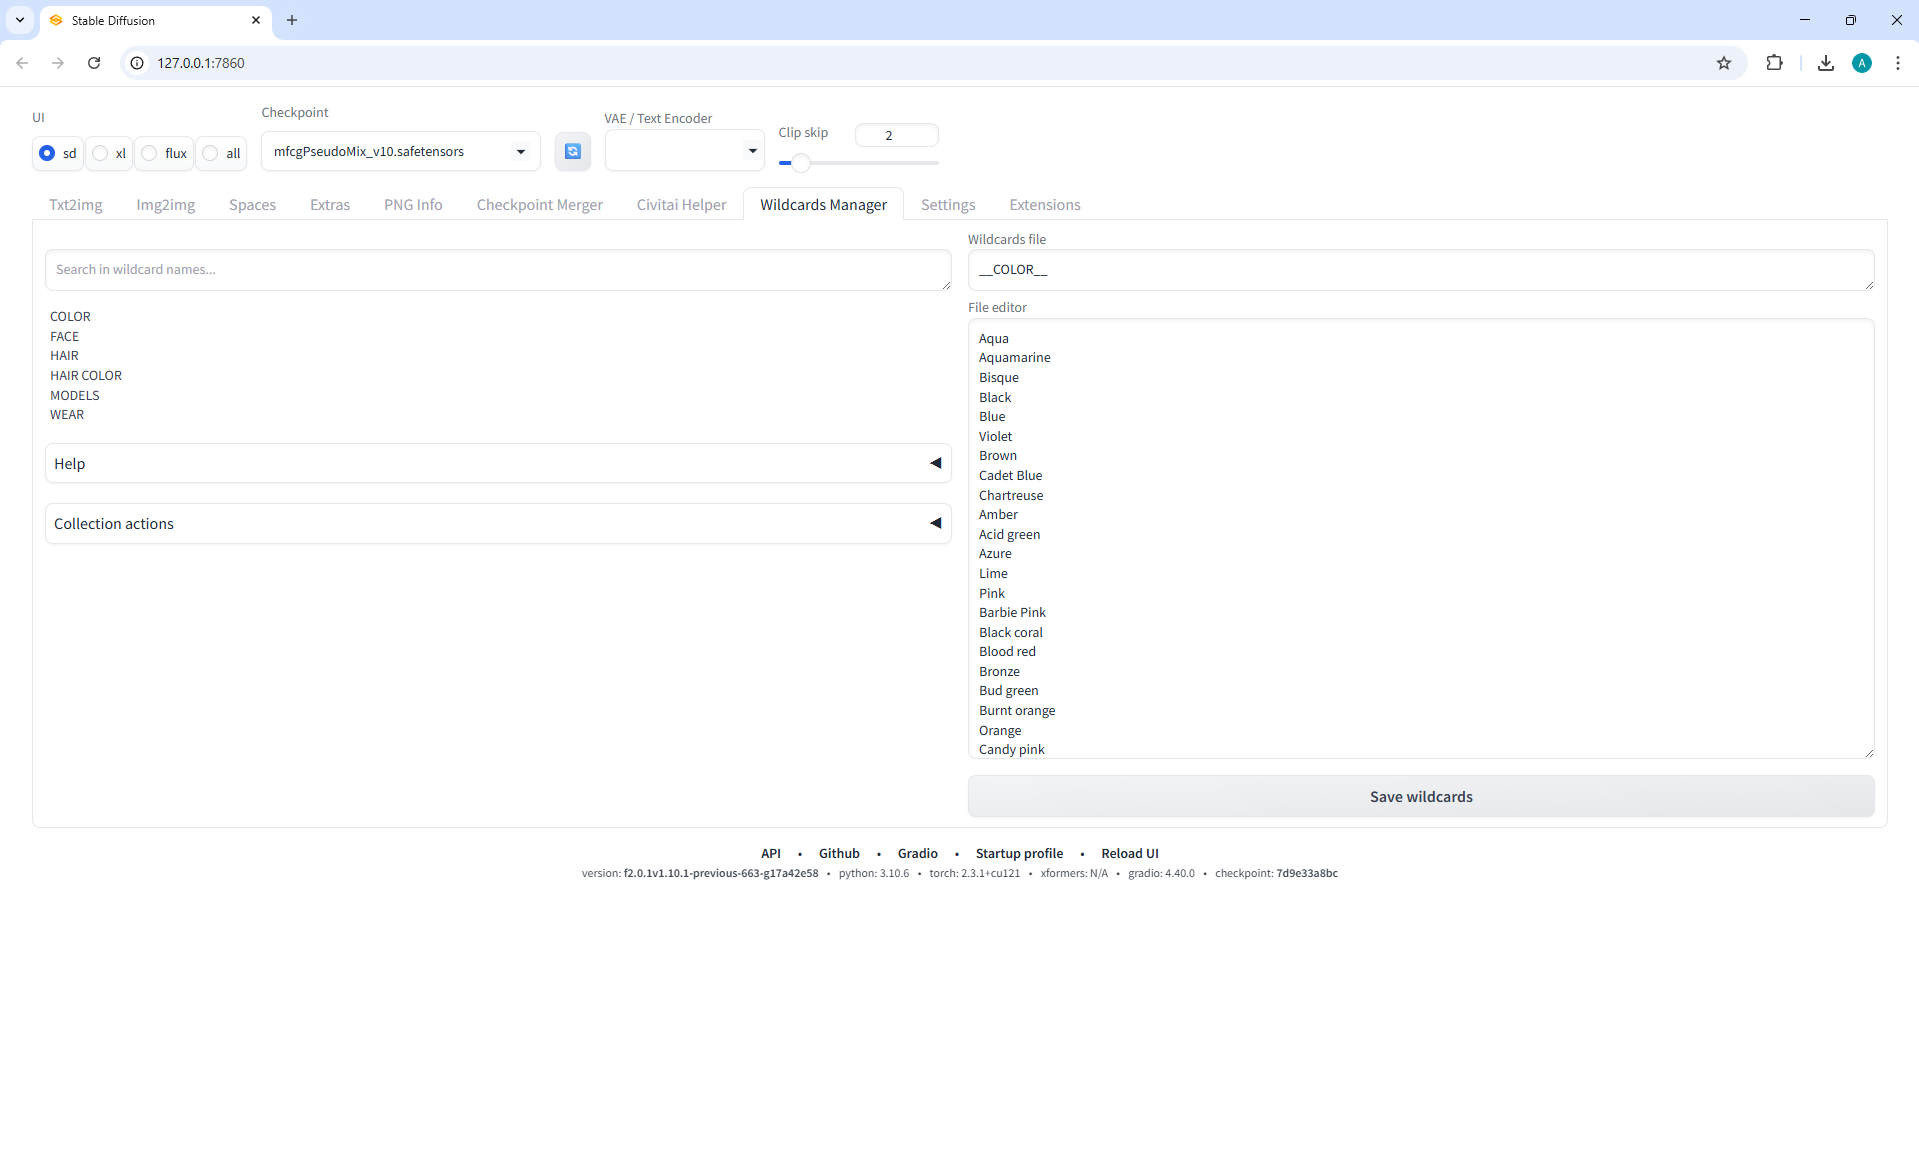 Stable Diffusion
127.0.0.1:7860
UI
sd
xl
flux
all
Checkpoint
mfcgPseudoMix_v10.safetensors
VAE / Text Encoder
Clip skip
2
Txt2img
Img2img
Spaces
Extras
PNG Info
Checkpoint Merger
Civitai Helper
Wildcards Manager
Settings
Extensions
Search in wildcard names...
COLOR
FACE
HAIR
HAIR COLOR
MODELS
WEAR
Help
Collection actions
Wildcards file
__COLOR__
File editor
Aqua
Aquamarine
Bisque
Black
Blue
Violet
Brown
Cadet Blue
Chartreuse
Amber
Acid green
Azure
Lime
Pink
Barbie Pink
Black coral
Blood red
Bronze
Bud green
Burnt orange
Orange
Candy pink
Save wildcards
API • Github • Gradio • Startup profile • Reload UI
version: f2.0.1v1.10.1-previous-663-g17a42e58 • python: 3.10.6 • torch: 2.3.1+cu121 • xformers: N/A • gradio: 4.40.0 • checkpoint: 7d9e33a8bc
A